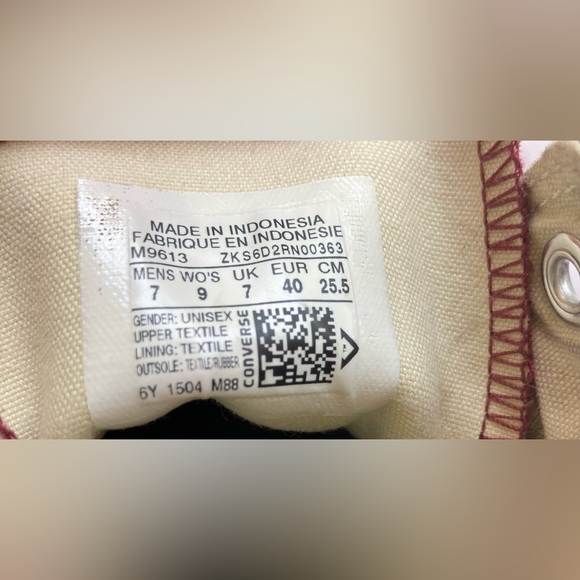 MADE IN INDONESIA
FABRIQUE EN INDONESIE
M9613 ZKS6D2RN00363
MENS WO'S UK EUR CM
7 9 7 40 25.5
GENDER: UNISEX
UPPER TEXTILE
LINING: TEXTILE
OUTSOLE: TEXTILE/RUBBER
6Y 1504 M88
CONVERSE